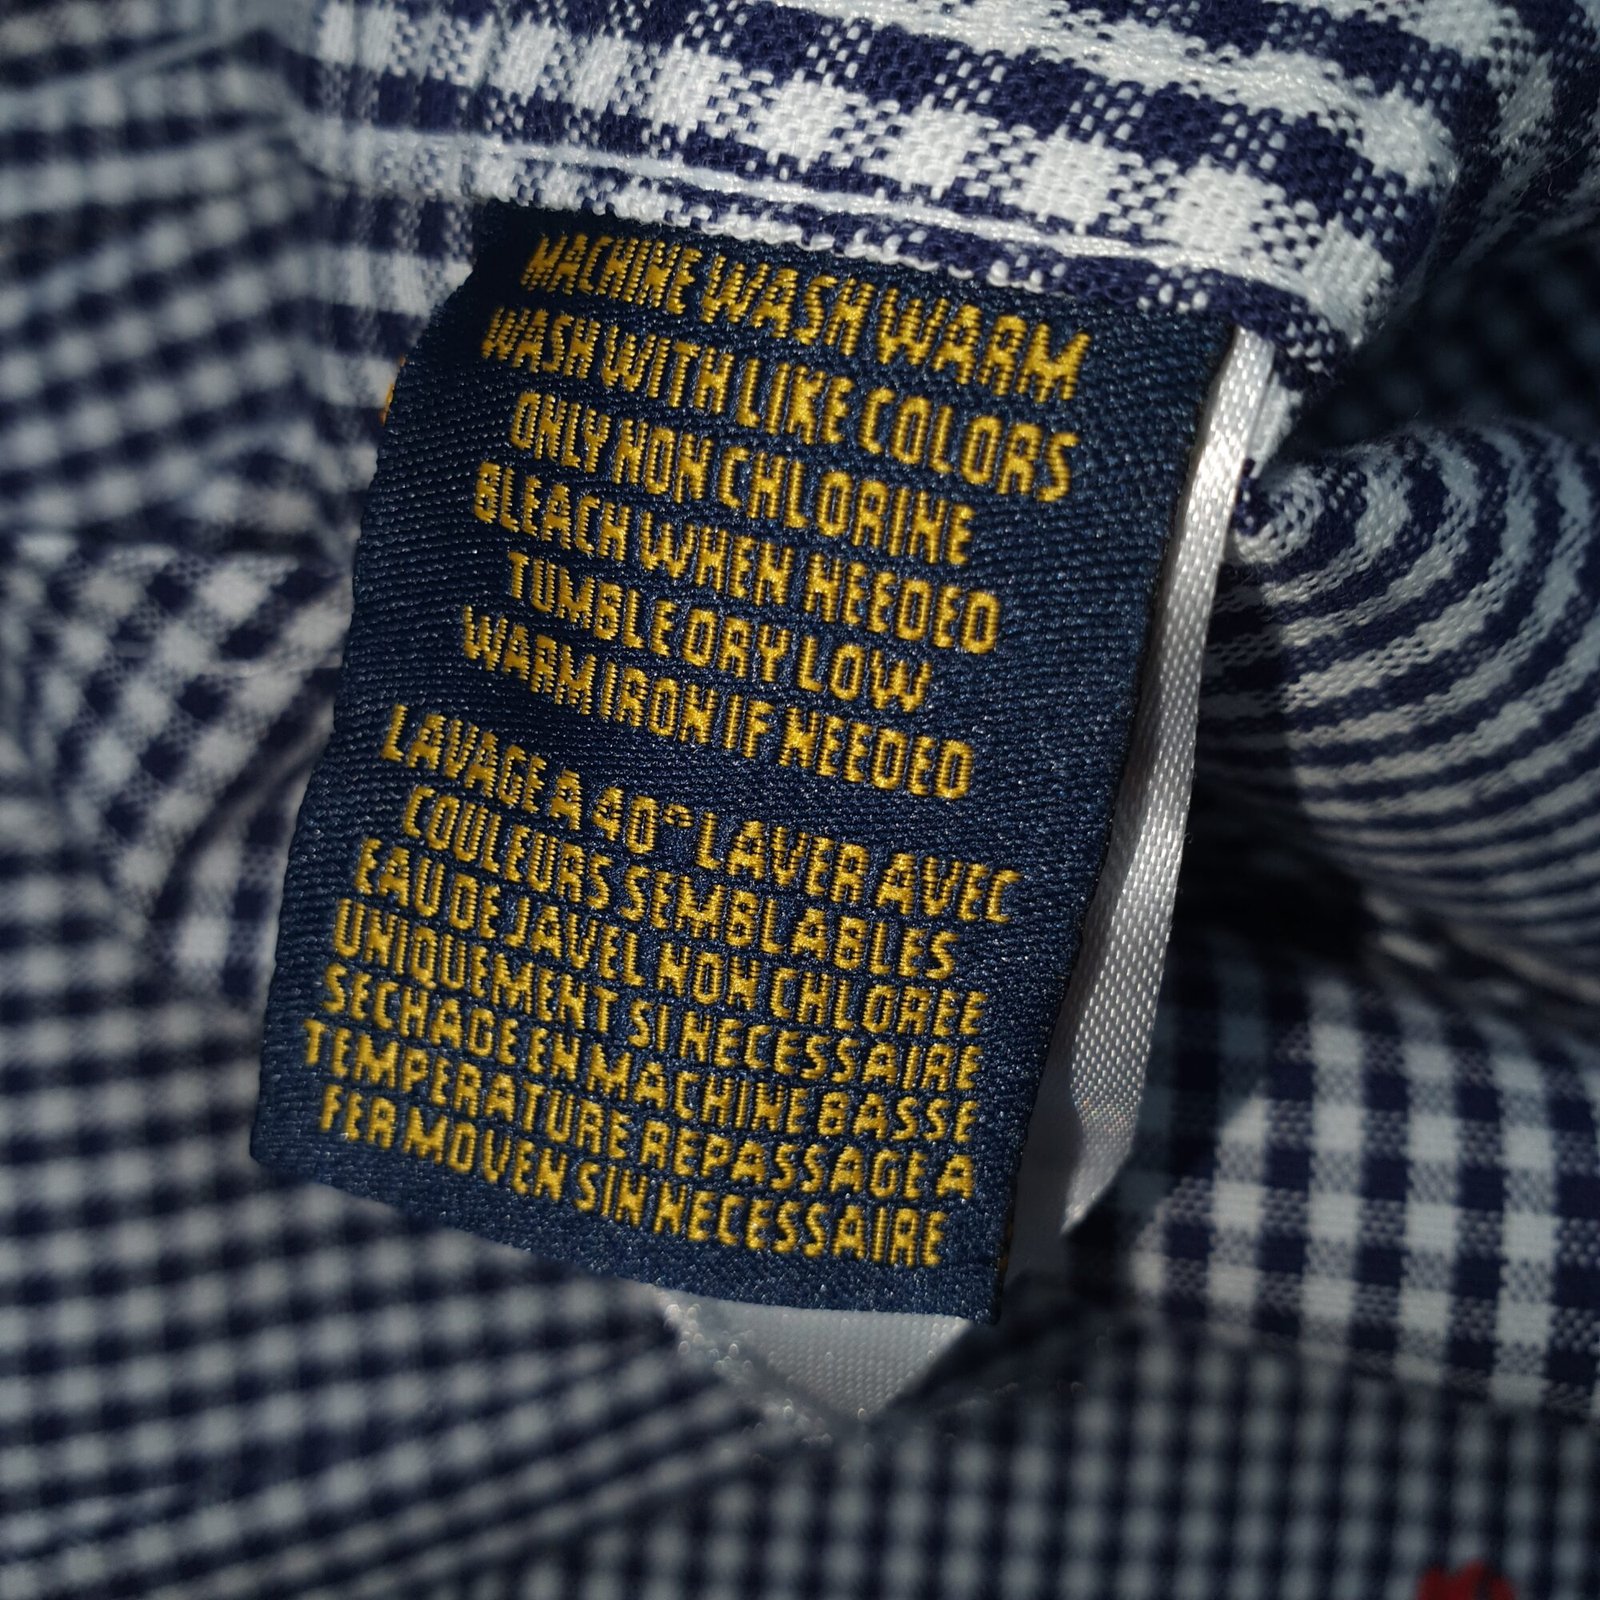 MACHINE WASH WARM
WASH WITH LIKE COLORS
ONLY NON CHLORINE
BLEACH WHEN NEEDED
TUMBLE DRY LOW
WARM IRON IF NEEDED
LAVAGE A 40° LAVER AVEC
COULEURS SEMBLABLES
EAU DE JAVEL NON CHLOREE
UNIQUEMENT SI NECESSAIRE
SECHAGE EN MACHINE BASSE
TEMPERATURE REPASSAGE A
FER MOVEN SIN NECESSAIRE